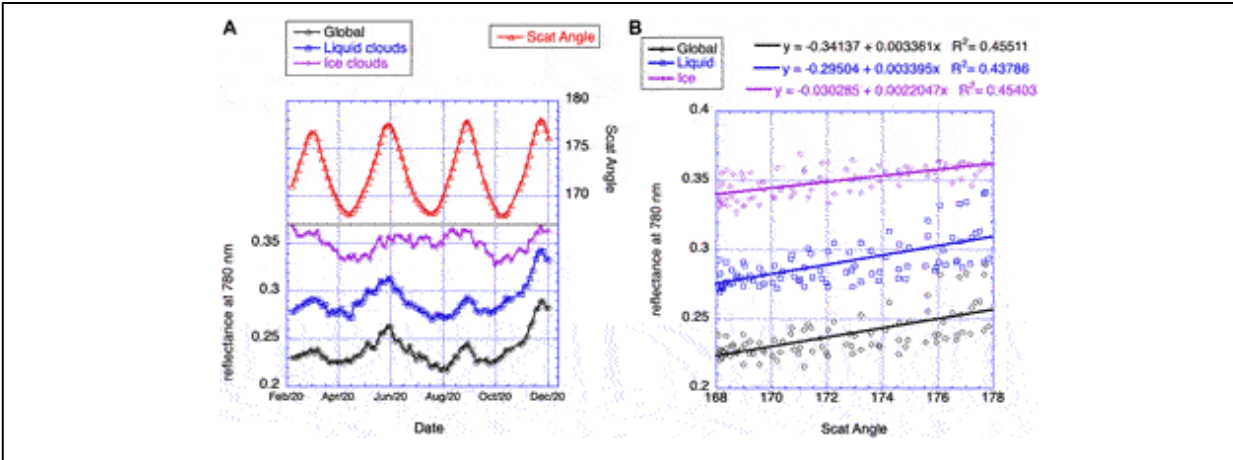 A
Global
Liquid clouds
Ice clouds
Scat Angle
180
175
170
Scat Angle
0.35
0.3
0.25
0.2
reflectance at 780 nm
Feb/20 Apr/20 Jun/20 Aug/20 Oct/20 Dec/20
Date
B
Global
Liquid
Ice
y = -0.34137 + 0.003361x R²= 0.45511
y = -0.29504 + 0.003395x R²= 0.43786
y = -0.030285 + 0.0022047x R²= 0.45403
0.4
0.35
0.3
0.25
0.2
reflectance at 780 nm
168 170 172 174 176 178
Scat Angle